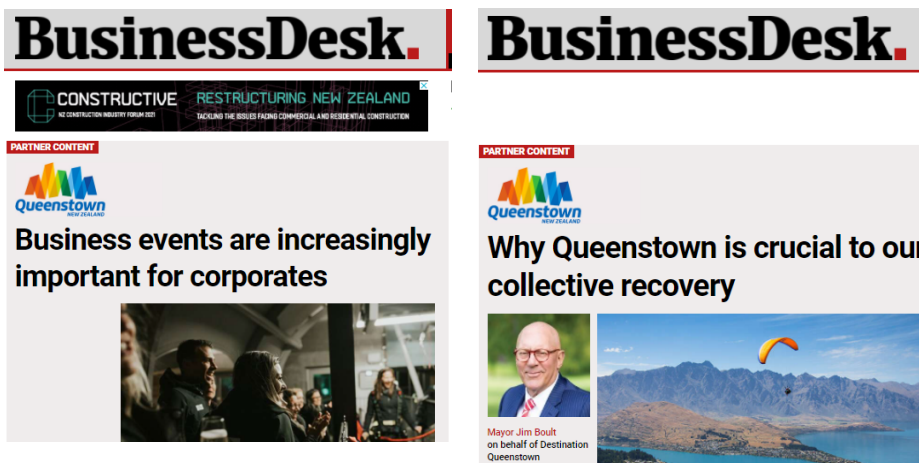 BusinessDesk.
CONSTRUCTIVE
NZ CONSTRUCTION INDUSTRY FORUM 2021
RESTRUCTURING NEW ZEALAND
TACKLING THE ISSUES FACING COMMERCIAL AND RESIDENTIAL CONSTRUCTION
PARTNER CONTENT
Queenstown
NEW ZEALAND
Business events are increasingly
important for corporates
BusinessDesk.
PARTNER CONTENT
Queenstown
NEW ZEALAND
Why Queenstown is crucial to our
collective recovery
Mayor Jim Boult
on behalf of Destination
Queenstown